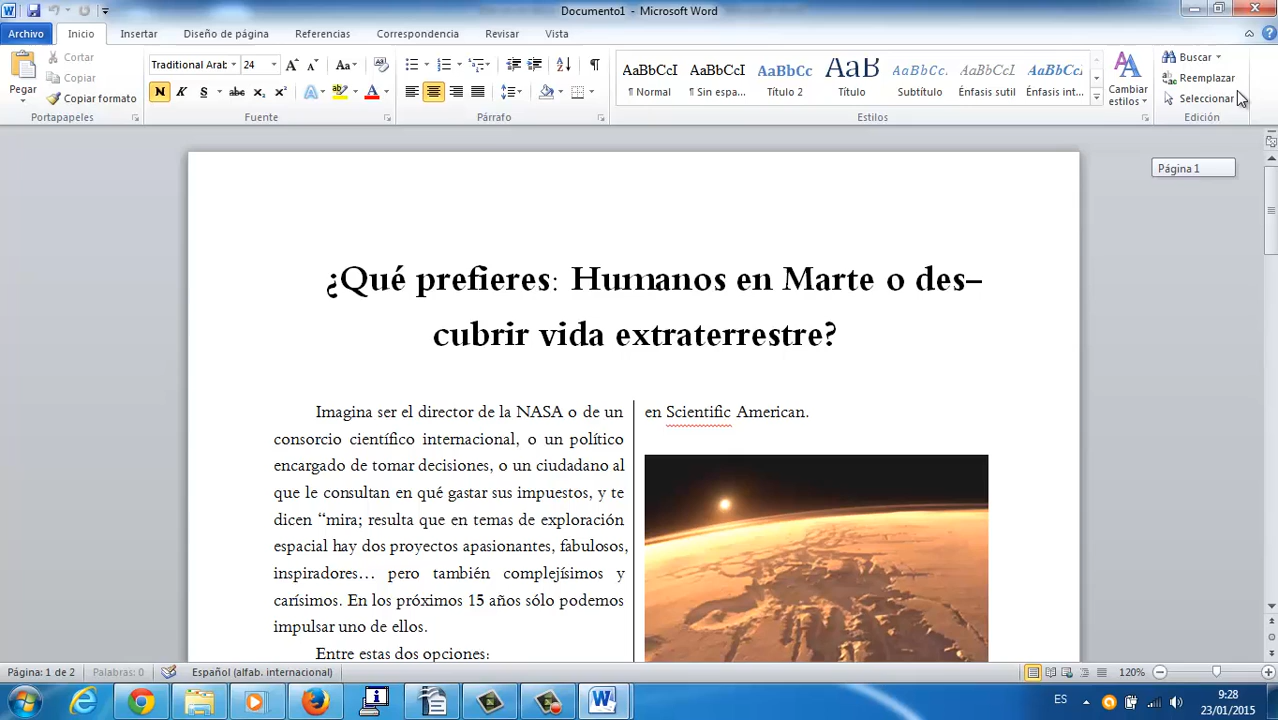 Documento1 - Microsoft Word
Archivo Inicio Insertar Diseño de página Referencias Correspondencia Revisar Vista
Pegar
Cortar
Copiar
Copiar formato
Portapapeles
Traditional Arab 24
N K S abc x₂ x² Aa
Fuente
Párrafo
AaBbCcI AaBbCcI AaBbCc AaB AaBbCc. AaBbCcI AaBbCcI
¶ Normal ¶ Sin espa... Título 2 Título Subtítulo Énfasis sutil Énfasis int...
Cambiar
estilos
Estilos
Buscar
Reemplazar
Seleccionar
Edición
Página 1
¿Qué prefieres: Humanos en Marte o des-
cubrir vida extraterrestre?
Imagina ser el director de la NASA o de un
consorcio científico internacional, o un político
encargado de tomar decisiones, o un ciudadano al
que le consultan en qué gastar sus impuestos, y te
dicen “mira; resulta que en temas de exploración
espacial hay dos proyectos apasionantes, fabulosos,
inspiradores… pero también complejísimos y
carísimos. En los próximos 15 años sólo podemos
impulsar uno de ellos.
Entre estas dos opciones:
en Scientific American.
Página: 1 de 2 Palabras: 0 Español (alfab. internacional) 120%
ES
9:28
23/01/2015